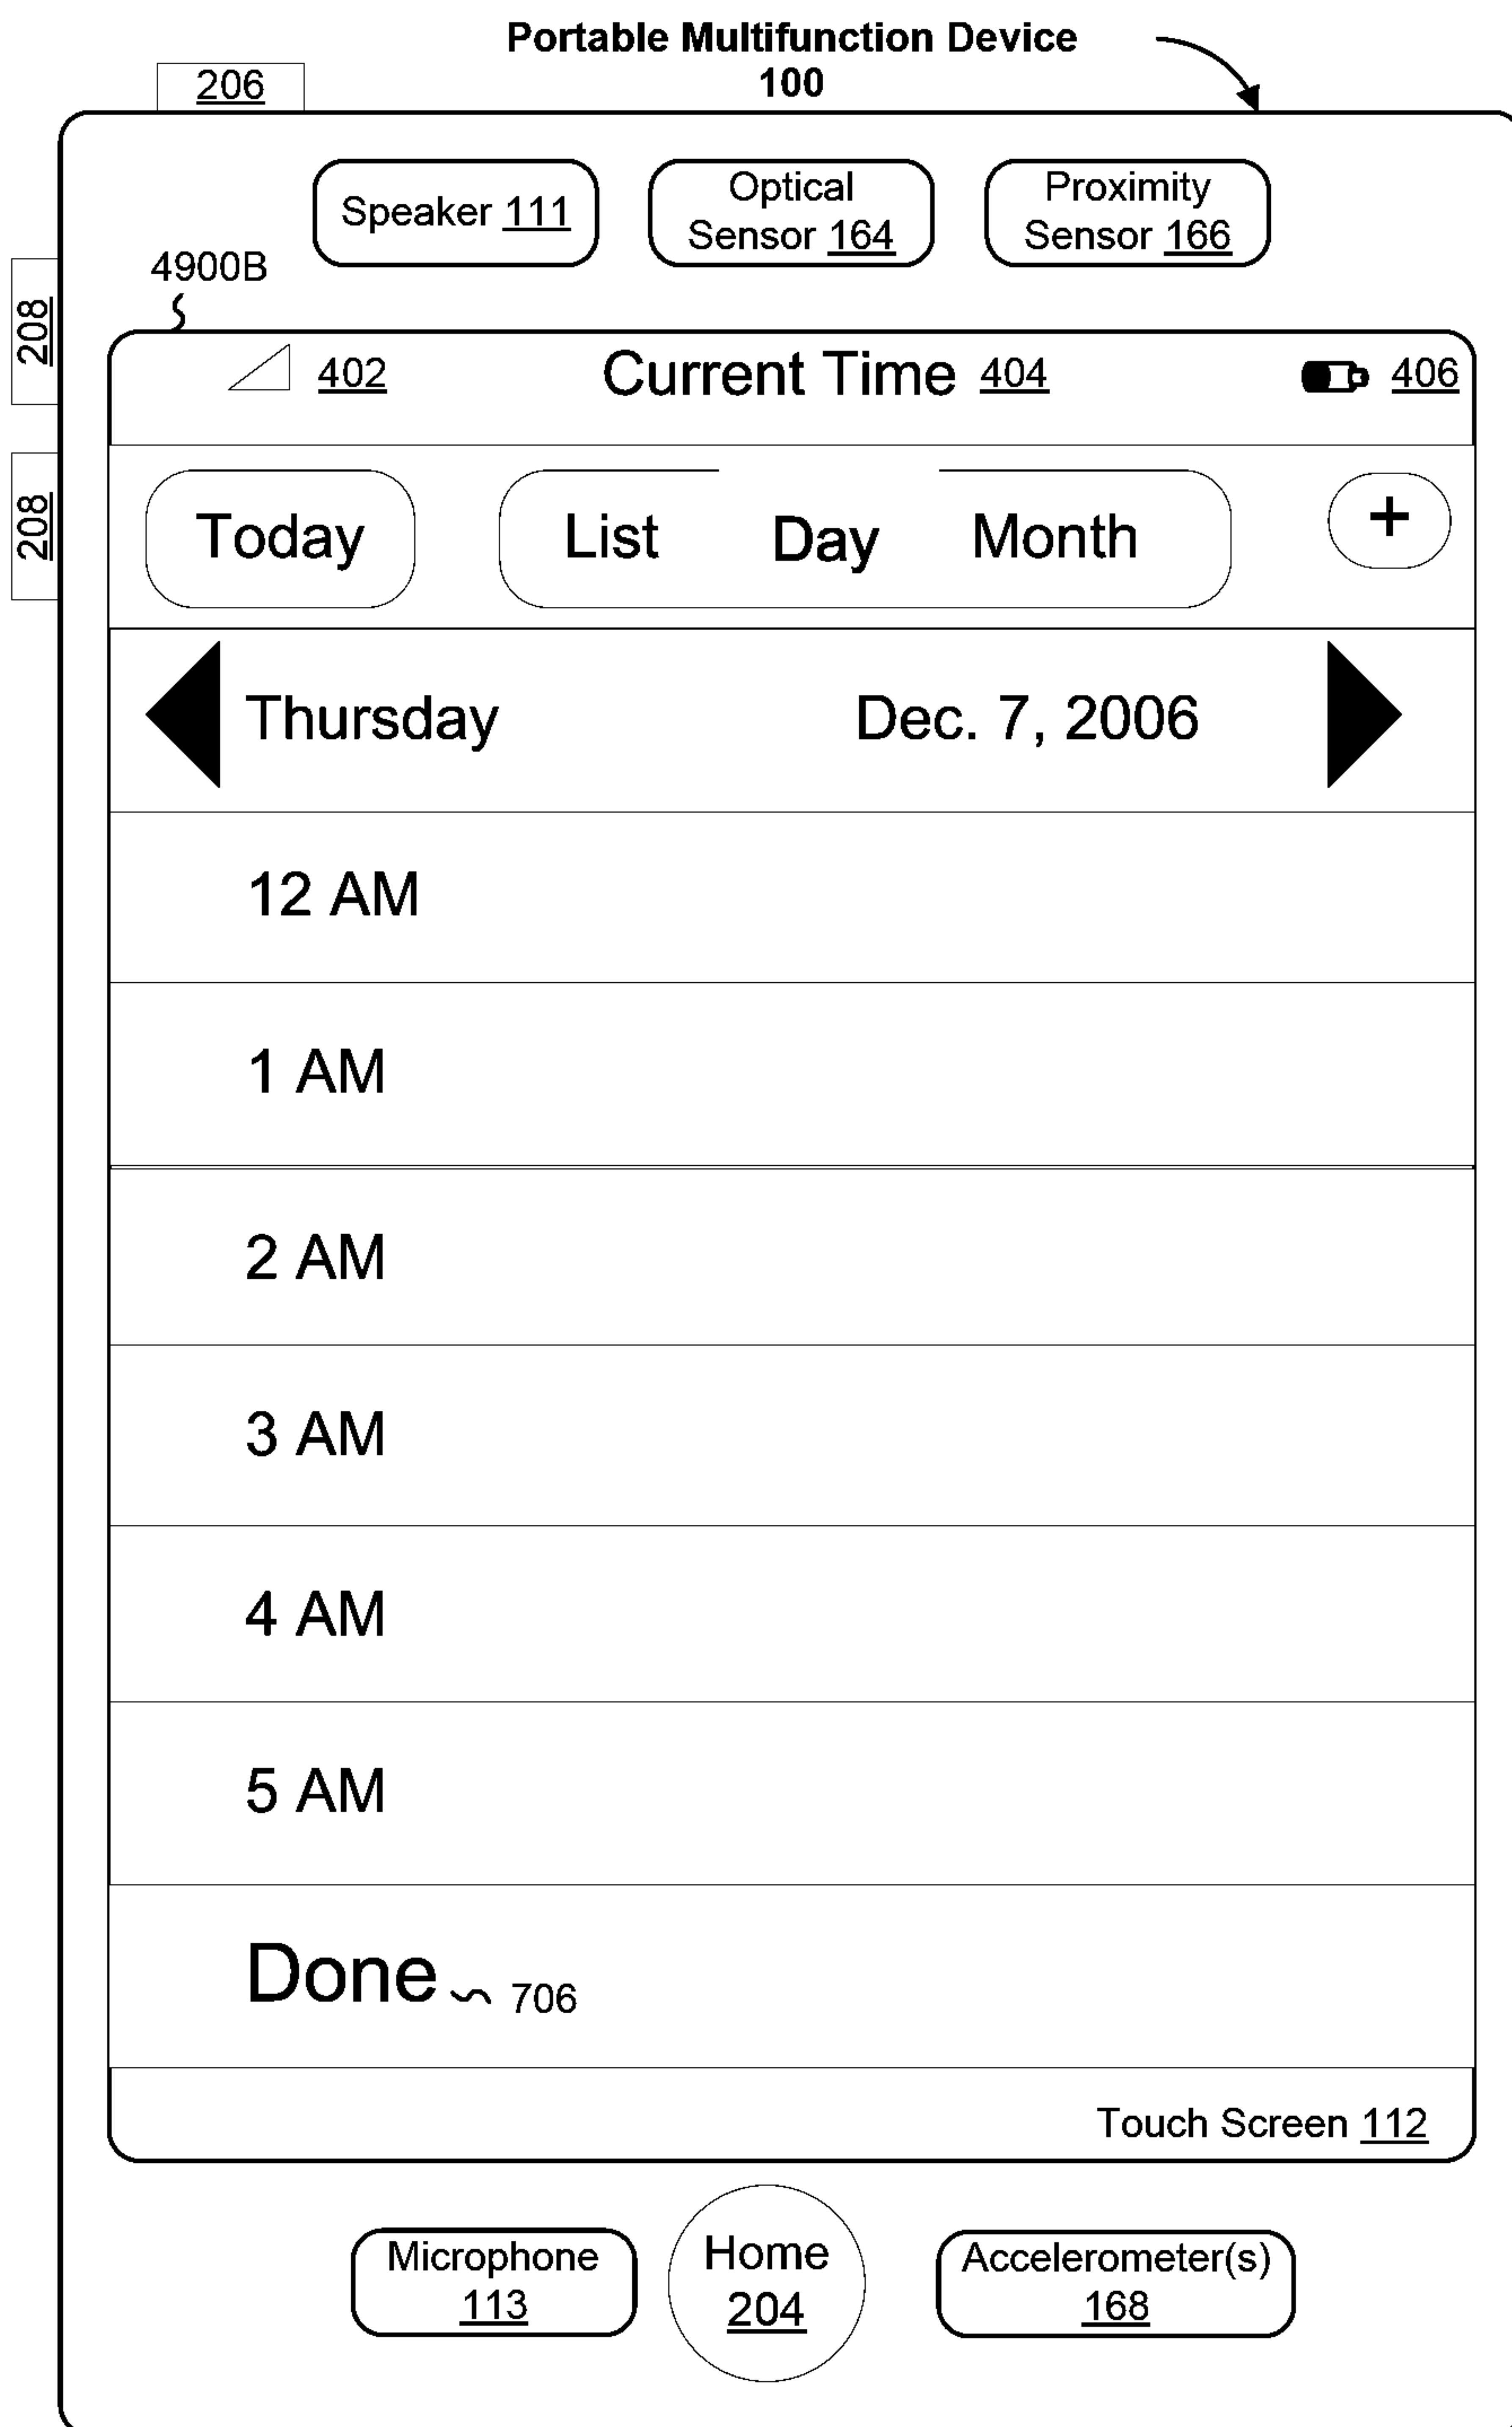 Portable Multifunction Device
100
206
Speaker 111
Optical
Sensor 164
Proximity
Sensor 166
4900B
208
208
402
Current Time 404
406
Today
List
Day
Month
+
Thursday
Dec. 7, 2006
12 AM
1 AM
2 AM
3 AM
4 AM
5 AM
Done
706
Touch Screen 112
Microphone
113
Home
204
Accelerometer(s)
168